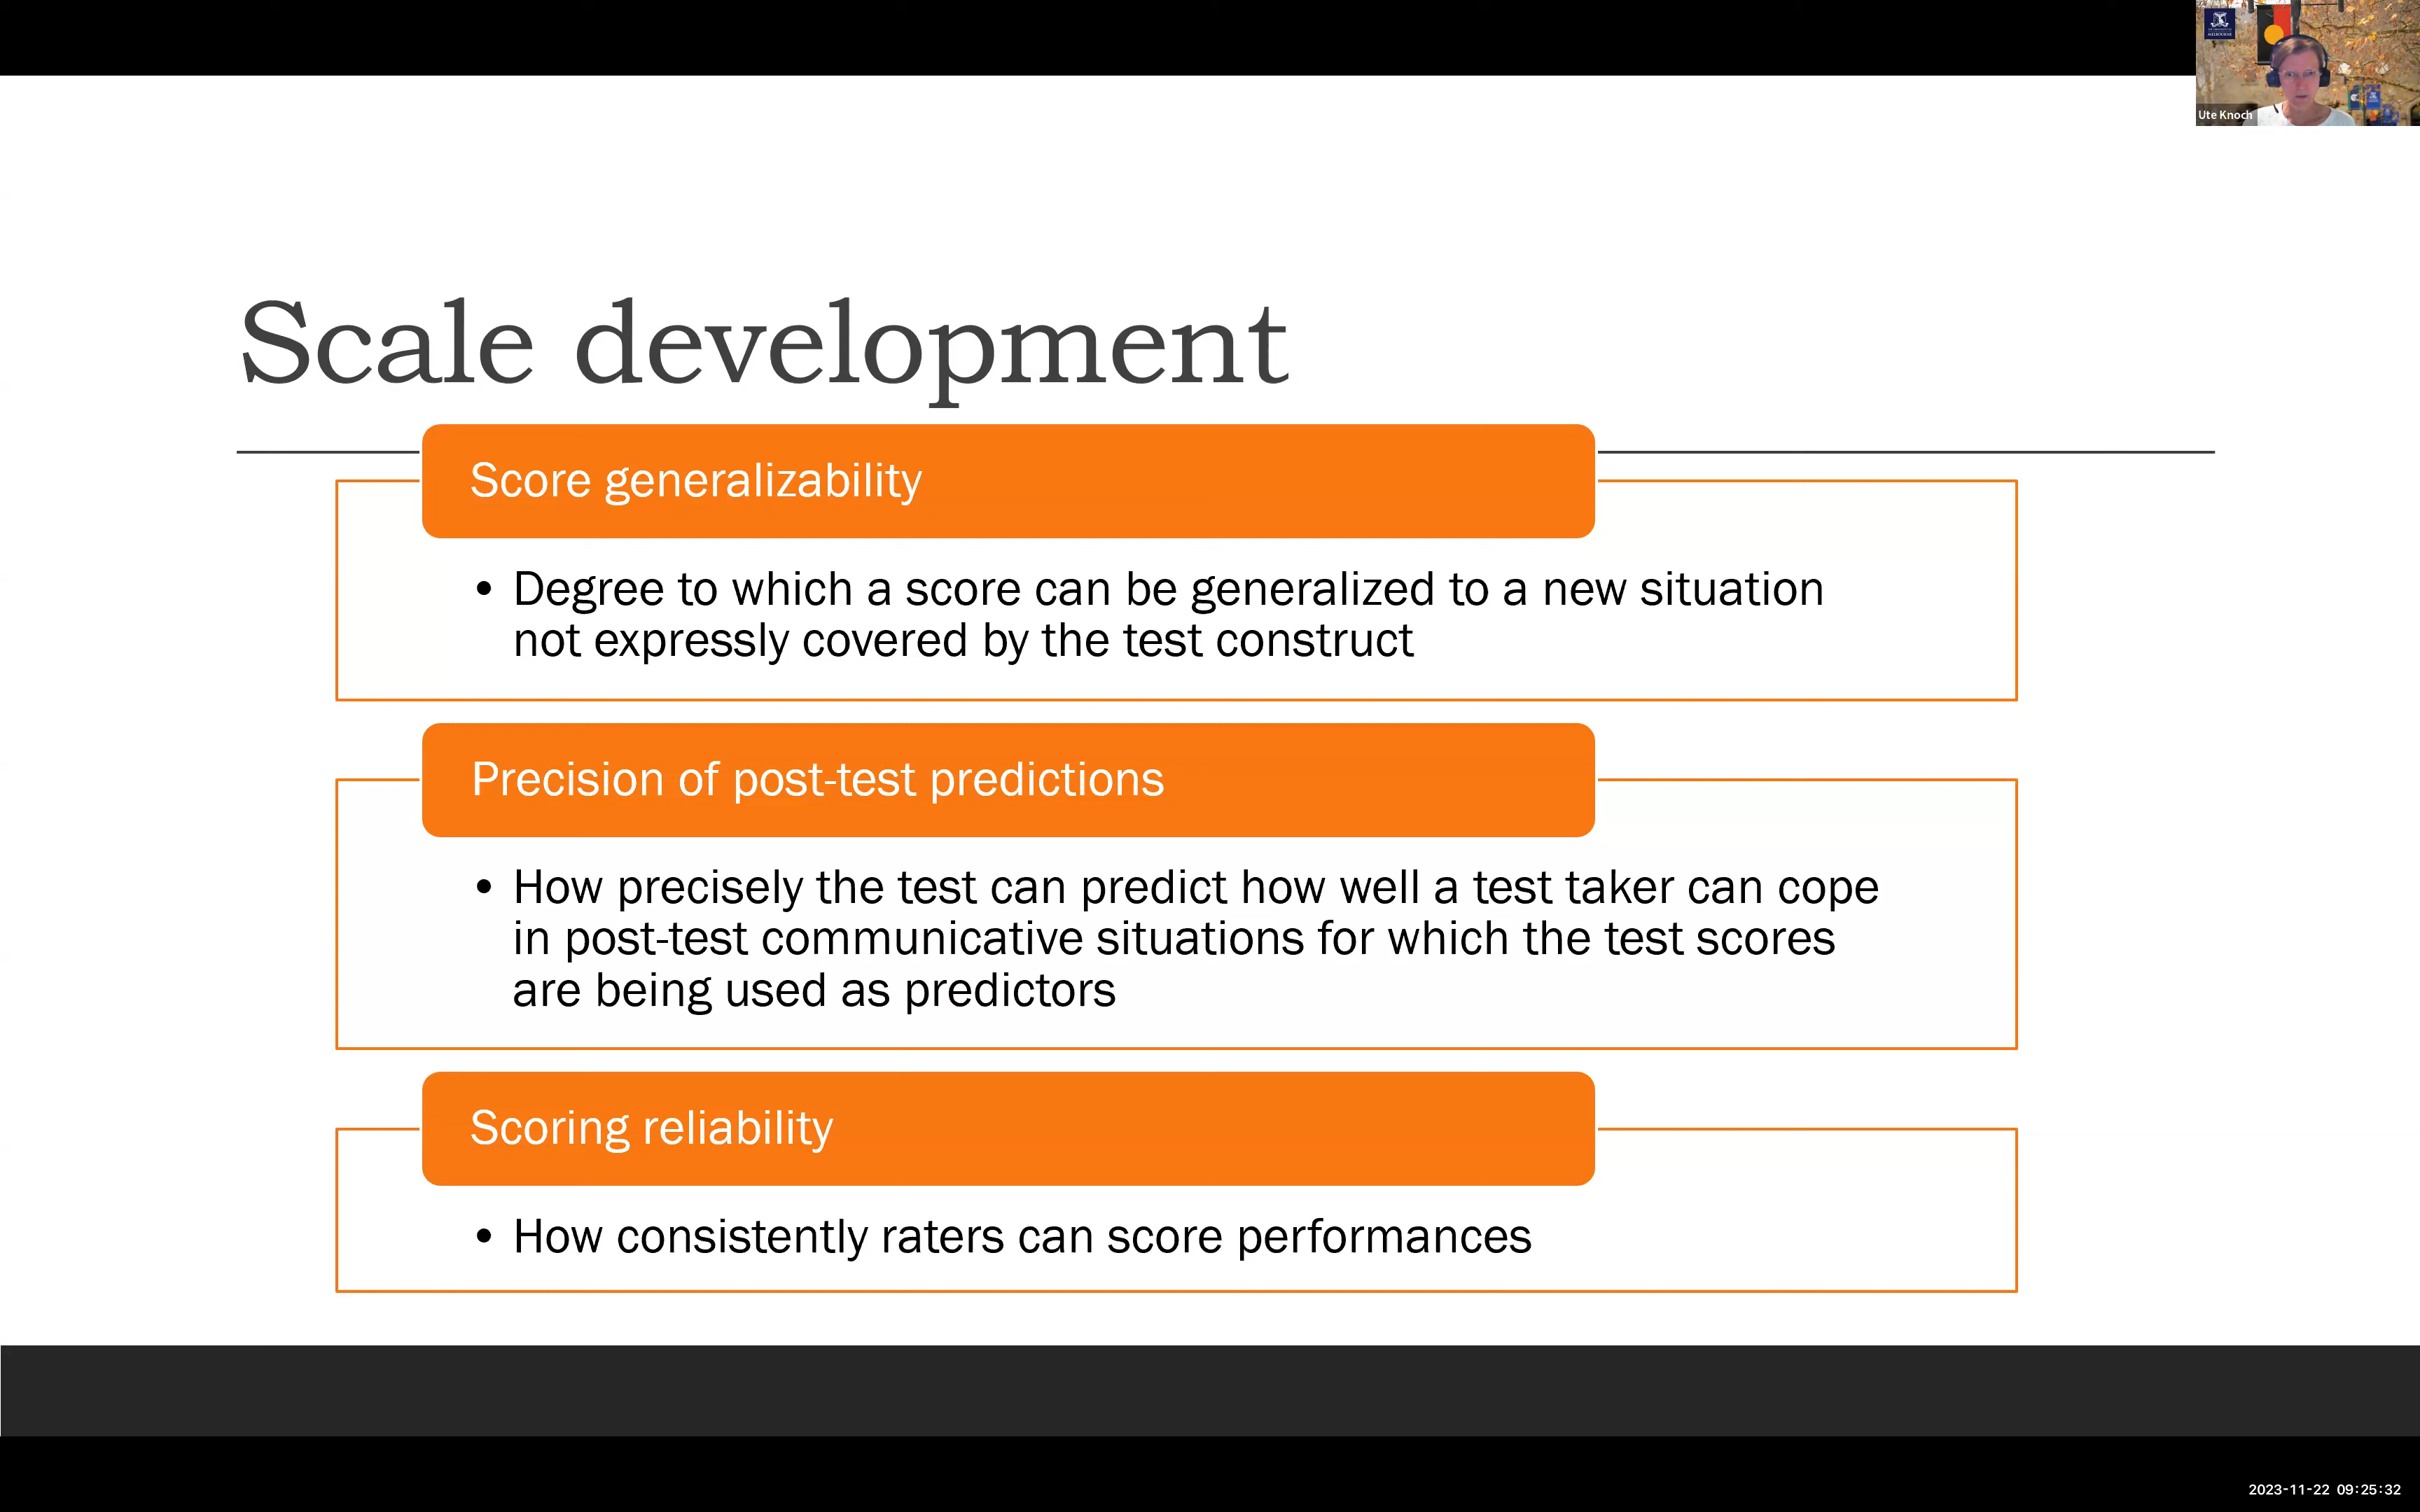 MELBOURNE
Ute Knoch
Scale development
Score generalizability
• Degree to which a score can be generalized to a new situation
not expressly covered by the test construct
Precision of post-test predictions
• How precisely the test can predict how well a test taker can cope
in post-test communicative situations for which the test scores
are being used as predictors
Scoring reliability
• How consistently raters can score performances
2023-11-22 09:25:32